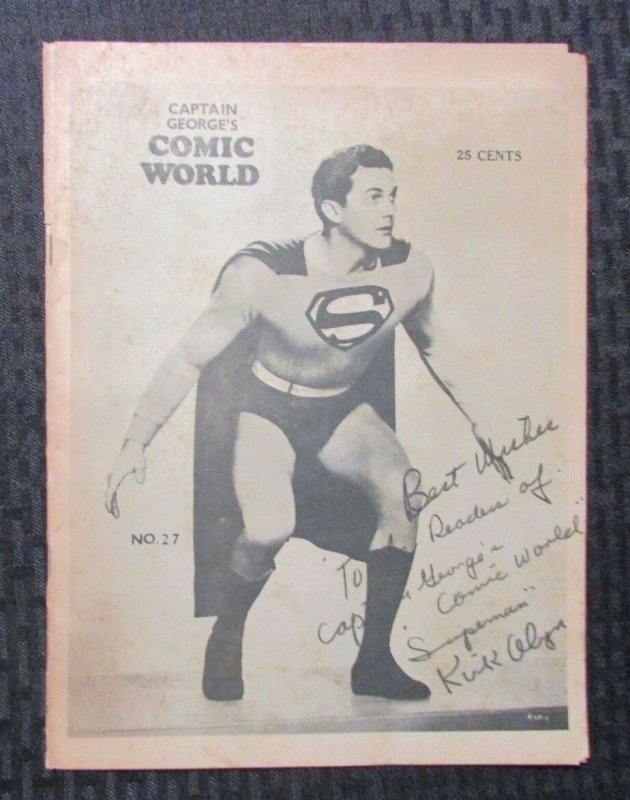 CAPTAIN
GEORGE'S
COMIC
WORLD
25 CENTS
S
NO. 27
Best Wishes
To Readers of
Captain George's
"Comic World"
"Superman"
Kirk Alyn